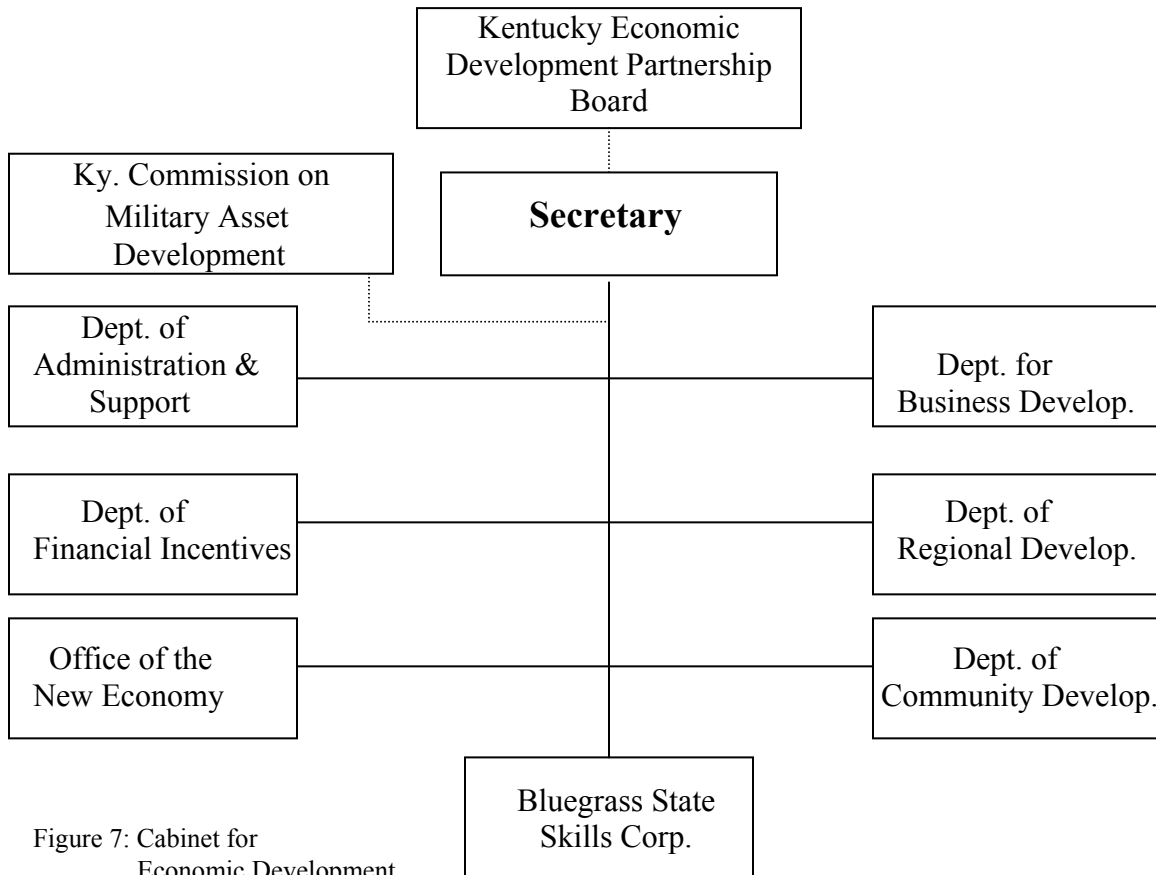 Kentucky Economic
Development Partnership
Board
Ky. Commission on
Military Asset
Development
Secretary
Dept. of
Administration &
Support
Dept. for
Business Develop.
Dept. of
Financial Incentives
Dept. of
Regional Develop.
Office of the
New Economy
Dept. of
Community Develop.
Bluegrass State
Skills Corp.
Figure 7: Cabinet for
Economic Development